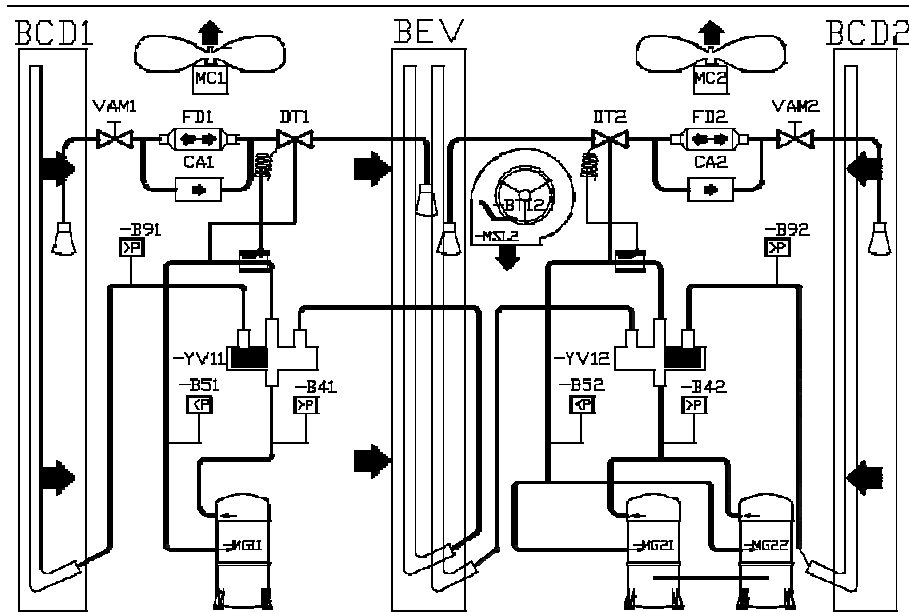 BCD1
BEV
BCD2
MC1
MC2
VAM1
FD1
DT1
DT2
FD2
VAM2
CA1
CA2
-BT12
-MSL2
-B91
>P
-B92
>P
-YV11
-YV12
-B51
<P
-B41
>P
-B52
<P
-B42
>P
MG11
MG21
MG22